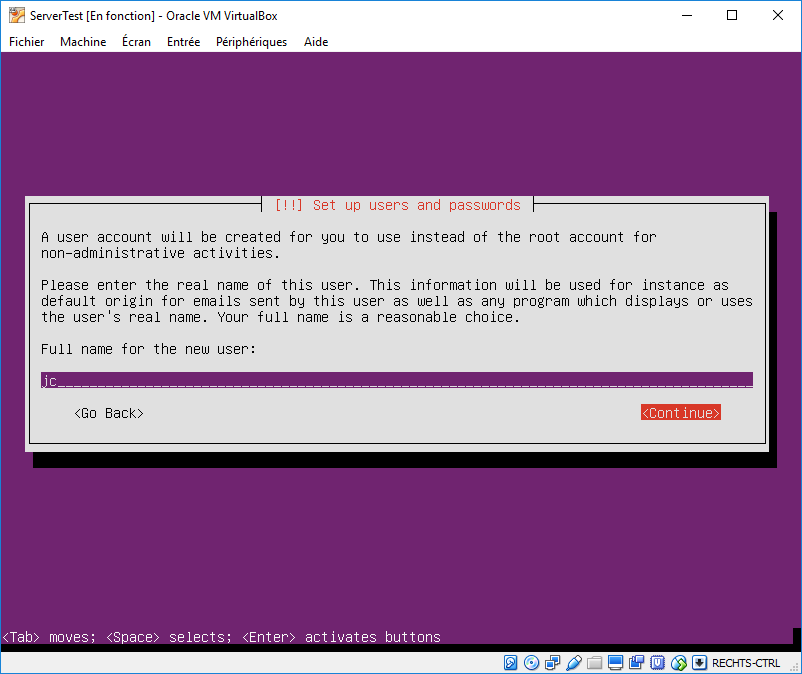 ServerTest [En fonction] - Oracle VM VirtualBox
Fichier Machine Écran Entrée Périphériques Aide
[!!] Set up users and passwords
A user account will be created for you to use instead of the root account for
non-administrative activities.
Please enter the real name of this user. This information will be used for instance as
default origin for emails sent by this user as well as any program which displays or uses
the user's real name. Your full name is a reasonable choice.
Full name for the new user:
jc
<Go Back> <Continue>
<Tab> moves; <Space> selects; <Enter> activates buttons
RECHTS-CTRL